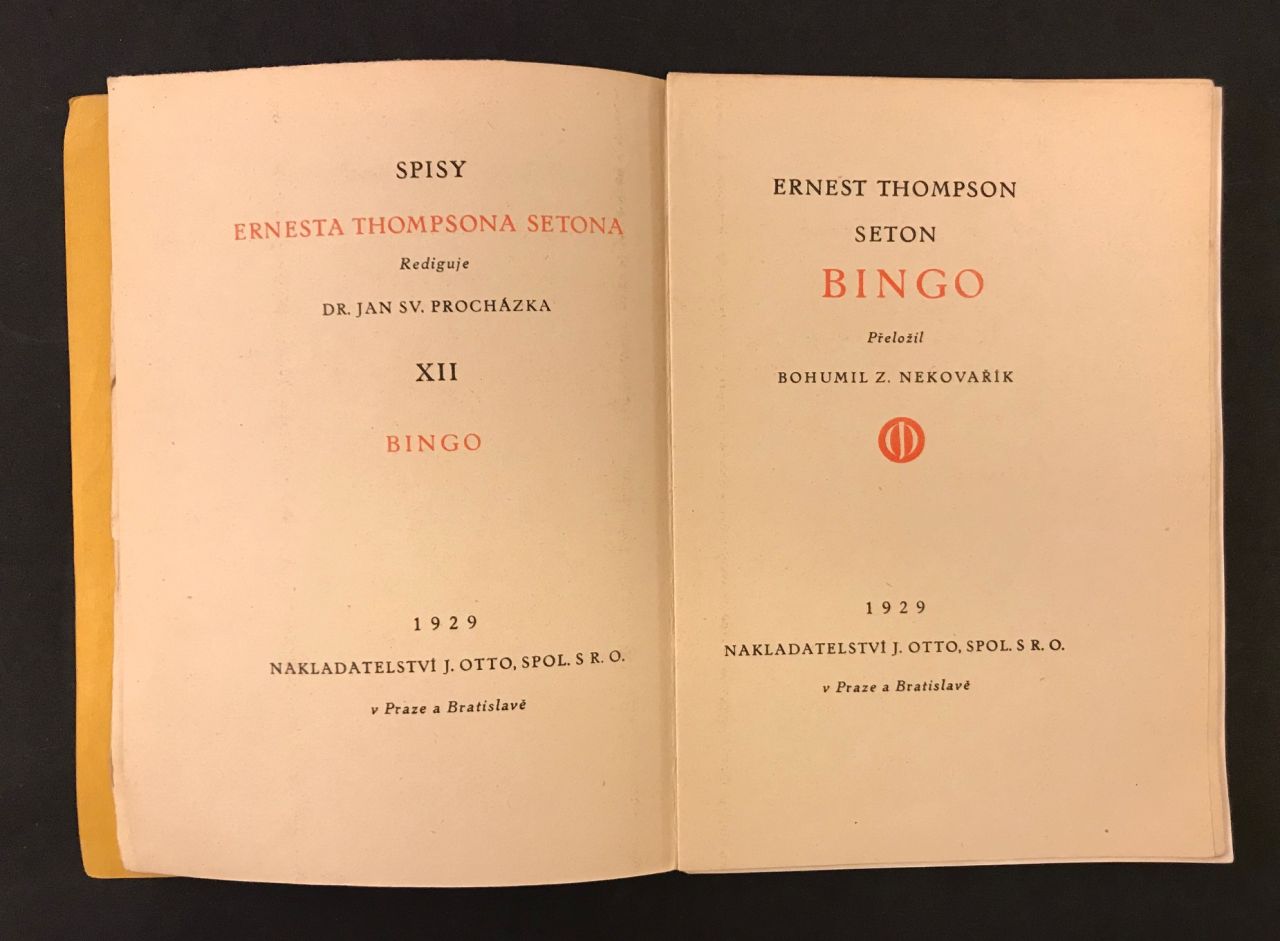 SPISY
ERNESTA THOMPSONA SETONA
Rediguje
DR. JAN SV. PROCHÁZKA
XII
BINGO
1929
NAKLADATELSTVÍ J. OTTO, SPOL. S R. O.
v Praze a Bratislavě
ERNEST THOMPSON
SETON
BINGO
Přeložil
BOHUMIL Z. NEKOVAŘÍK
1929
NAKLADATELSTVÍ J. OTTO, SPOL. S R. O.
v Praze a Bratislavě